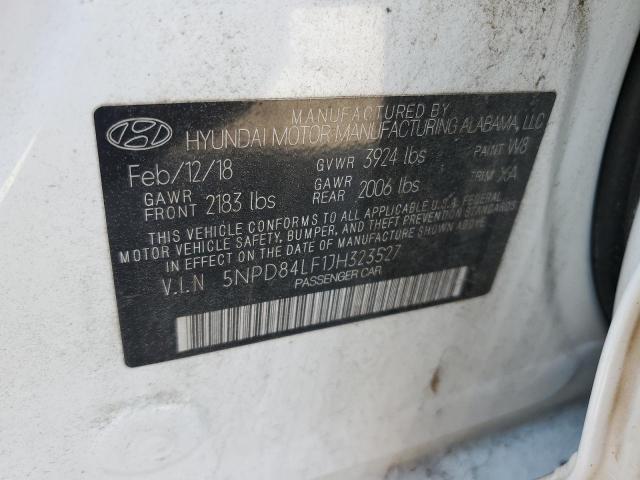 MANUFACTURED BY
HYUNDAI MOTOR MANUFACTURING ALABAMA, LLC
Feb/12/18 GVWR 3924 lbs PAINT W8
GAWR FRONT 2183 lbs GAWR REAR 2006 lbs TRIM
THIS VEHICLE CONFORMS TO ALL APPLICABLE U.S. FEDERAL
MOTOR VEHICLE SAFETY, BUMPER, AND THEFT PREVENTION STANDARDS
IN EFFECT ON THE DATE OF MANUFACTURE SHOWN ABOVE.
V.I.N 5NPD84LF1JH323527
PASSENGER CAR